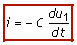 i = – C du₁/dt